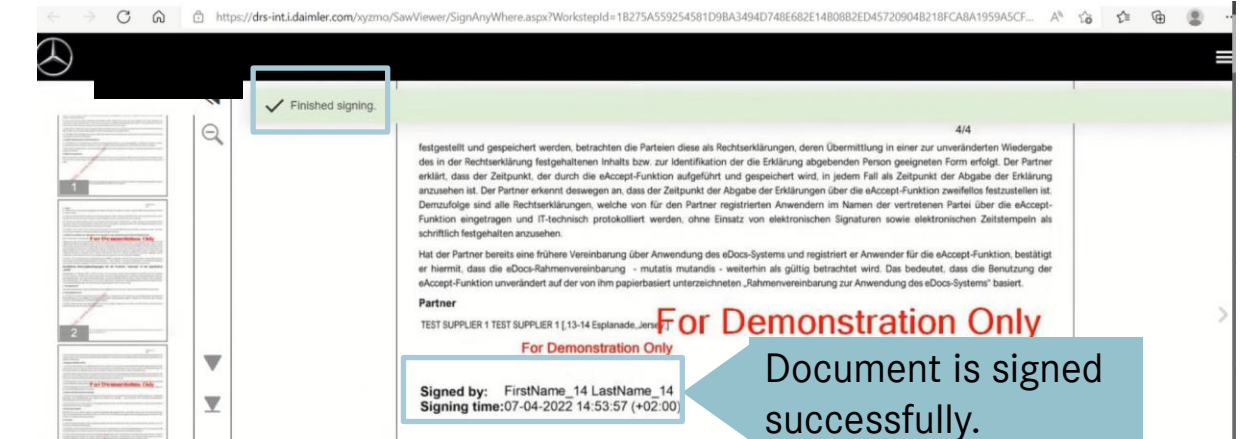 https://drs-int.i.daimler.com/xyzmo/SawViewer/SignAnyWhere.aspx?WorkstepId=1B275A559254581D9BA3494D748E682E14B08B2ED45720904B218FCA8A1959A5CF...
Finished signing.
4/4
festgestellt und gespeichert werden, betrachten die Parteien diese als Rechtserklärungen, deren Übermittlung in einer zur unveränderten Wiedergabe
des in der Rechtserklärung festgehaltenen Inhalts bzw. zur Identifikation der die Erklärung abgebenden Person geeigneten Form erfolgt. Der Partner
erklärt, dass der Zeitpunkt, der durch die eAccept-Funktion aufgeführt und gespeichert wird, in jedem Fall als Zeitpunkt der Abgabe der Erklärung
anzusehen ist. Der Partner erkennt deswegen an, dass der Zeitpunkt der Abgabe der Erklärungen über die eAccept-Funktion zweifellos festzustellen ist.
Demzufolge sind alle Rechtserklärungen, welche von für den Partner registrierten Anwendern im Namen der vertretenen Partei über die eAccept-
Funktion eingetragen und IT-technisch protokolliert werden, ohne Einsatz von elektronischen Signaturen sowie elektronischen Zeitstempeln als
schriftlich festgehalten anzusehen.
Hat der Partner bereits eine frühere Vereinbarung über Anwendung des eDocs-Systems und registriert er Anwender für die eAccept-Funktion, bestätigt
er hiermit, dass die eDocs-Rahmenvereinbarung - mutatis mutandis - weiterhin als gültig betrachtet wird. Das bedeutet, dass die Benutzung der
eAccept-Funktion unverändert auf der von ihm papierbasiert unterzeichneten „Rahmenvereinbarung zur Anwendung des eDocs-Systems" basiert.
Partner
TEST SUPPLIER 1 TEST SUPPLIER 1 [,13-14 Esplanade,,Jersey,]
For Demonstration Only
For Demonstration Only
Signed by: FirstName_14 LastName_14
Signing time:07-04-2022 14:53:57 (+02:00)
Document is signed
successfully.
1
For Demonstration Only
2
For Demonstration Only